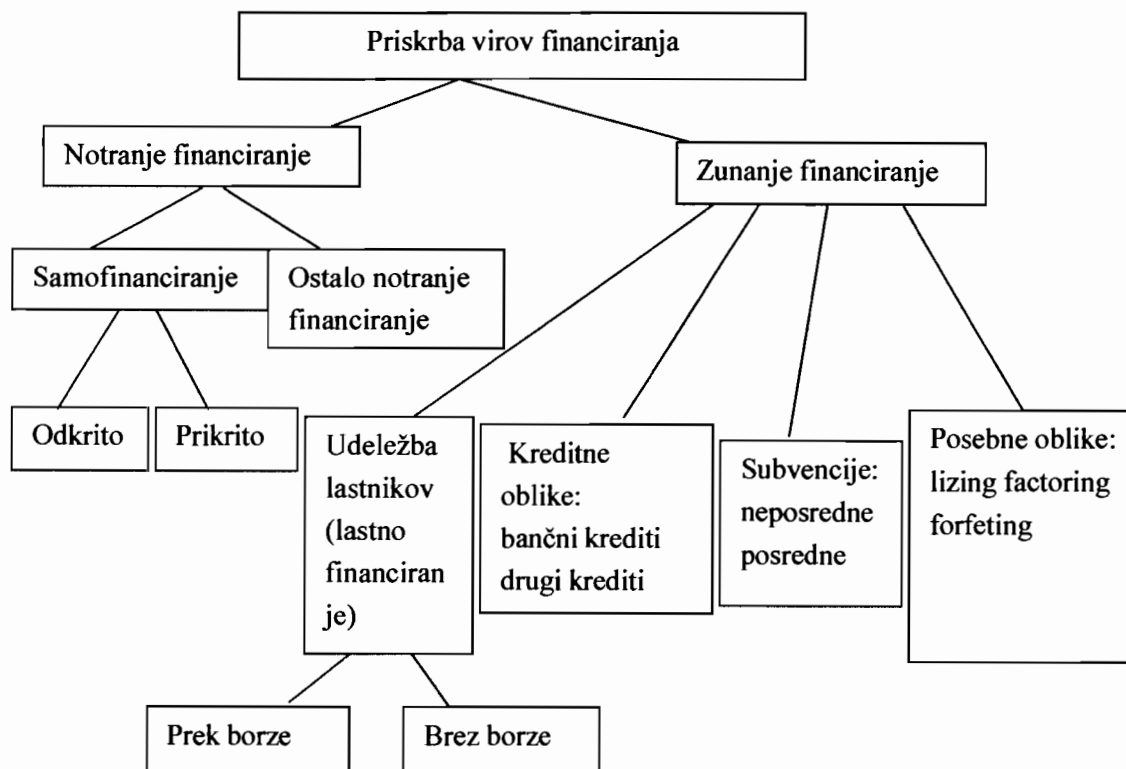 Priskrba virov financiranja
Notranje financiranje
Zunanje financiranje
Samofinanciranje
Ostalo notranje
financiranje
Odkrito
Prikrito
Udeležba
lastnikov
(lastno
financiran
je)
Kreditne
oblike:
bančni krediti
drugi krediti
Subvencije:
neposredne
posredne
Posebne oblike:
lizing factoring
forfeting
Prek borze
Brez borze